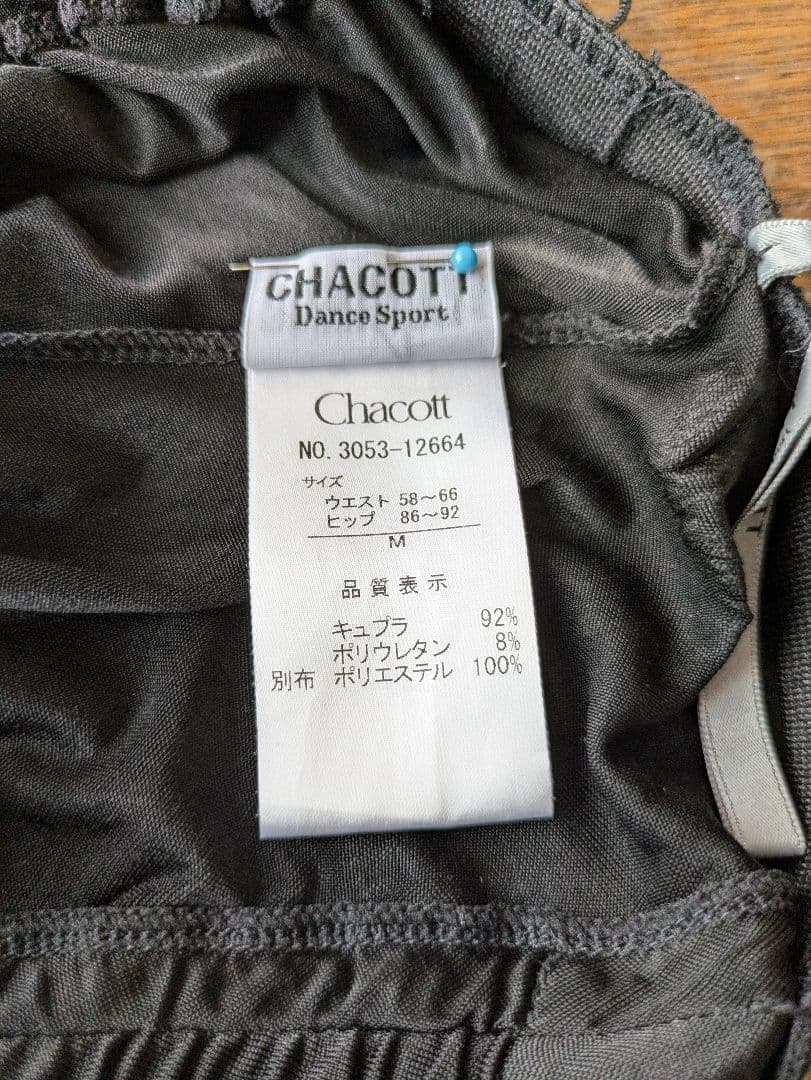 CHACOTT
Dance Sport
Chacott
NO. 3053-12664
サイズ
ウエスト 58～66
ヒップ 86～92
M
品質表示
キュプラ 92%
ポリウレタン 8%
別布 ポリエステル 100%